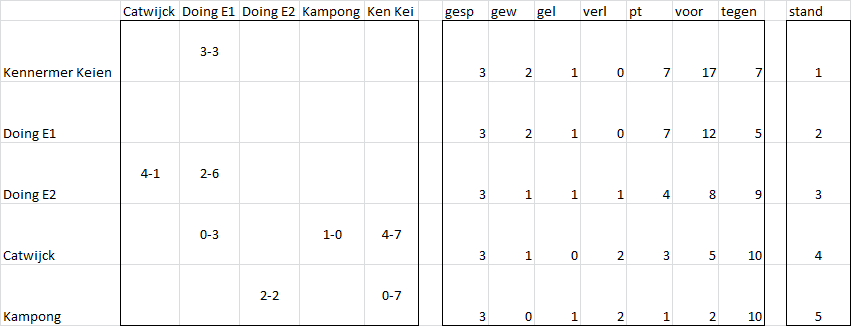 Catwijck Doing E1 Doing E2 Kampong Ken Kei gesp gew gel verl pt voor tegen stand
3-3
Kennermer Keien 3 2 1 0 7 17 7 1
Doing E1 3 2 1 0 7 12 5 2
4-1 2-6
Doing E2 3 1 1 1 4 8 9 3
0-3 1-0 4-7
Catwijck 3 1 0 2 3 5 10 4
2-2 0-7
Kampong 3 0 1 2 1 2 10 5